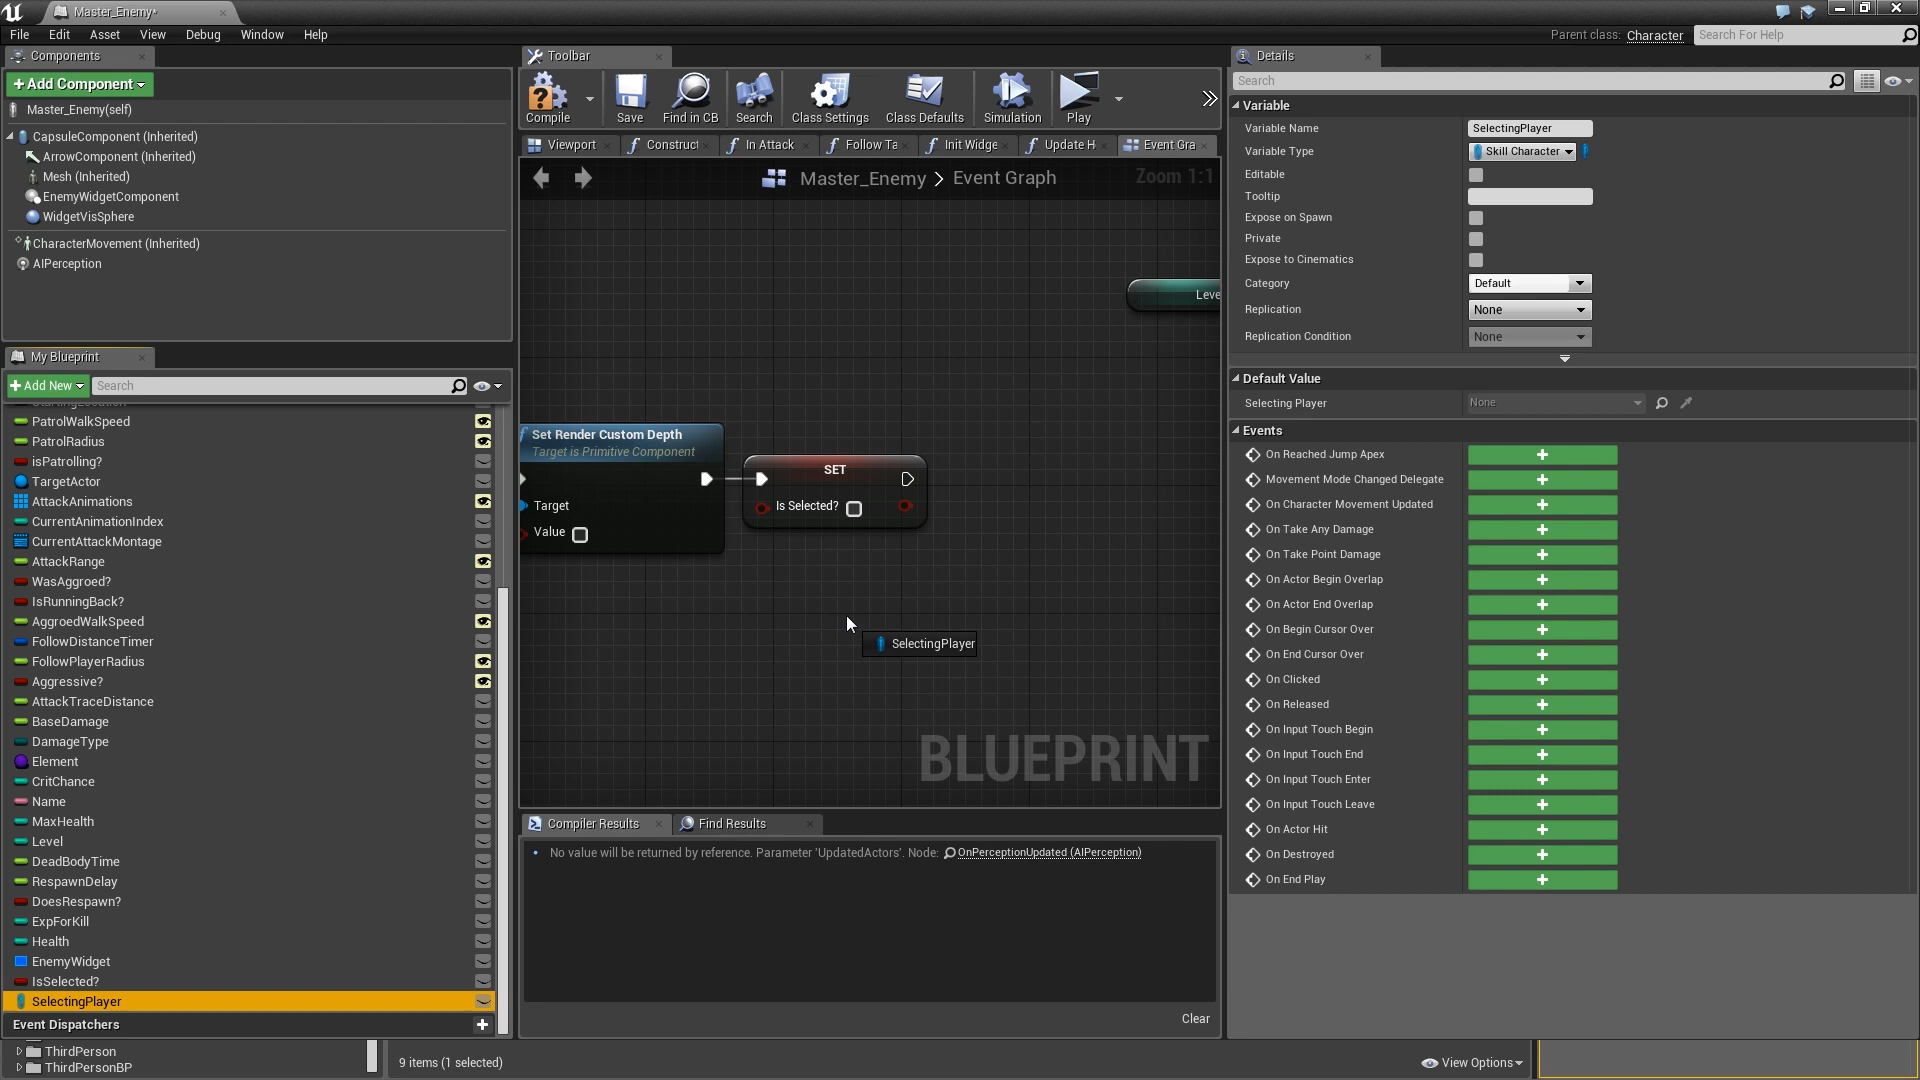 Master_Enemy*
File Edit Asset View Debug Window Help
Parent class: Character
Search For Help
Components
+ Add Component
Master_Enemy(self)
CapsuleComponent (Inherited)
ArrowComponent (Inherited)
Mesh (Inherited)
EnemyWidgetComponent
WidgetVisSphere
CharacterMovement (Inherited)
AIPerception
My Blueprint
+ Add New
Search
PatrolWalkSpeed
PatrolRadius
isPatrolling?
TargetActor
AttackAnimations
CurrentAnimationIndex
CurrentAttackMontage
AttackRange
WasAggroed?
IsRunningBack?
AggroedWalkSpeed
FollowDistanceTimer
FollowPlayerRadius
Aggressive?
AttackTraceDistance
BaseDamage
DamageType
Element
CritChance
Name
MaxHealth
Level
DeadBodyTime
RespawnDelay
DoesRespawn?
ExpForKill
Health
EnemyWidget
IsSelected?
SelectingPlayer
Event Dispatchers
ThirdPerson
ThirdPersonBP
9 items (1 selected)
View Options
Toolbar
Compile
Save
Find in CB
Search
Class Settings
Class Defaults
Simulation
Play
Viewport
Construct
In Attack
Follow Ta
Init Widge
Update H
Event Gra
Master_Enemy > Event Graph
Zoom 1:1
Leve
Set Render Custom Depth
Target is Primitive Component
Target
Value
SET
Is Selected?
SelectingPlayer
BLUEPRINT
Compiler Results
Find Results
• No value will be returned by reference. Parameter 'UpdatedActors'. Node: OnPerceptionUpdated (AIPerception)
Clear
Details
Search
Variable
Variable Name SelectingPlayer
Variable Type Skill Character
Editable
Tooltip
Expose on Spawn
Private
Expose to Cinematics
Category Default
Replication None
Replication Condition None
Default Value
Selecting Player None
Events
On Reached Jump Apex
Movement Mode Changed Delegate
On Character Movement Updated
On Take Any Damage
On Take Point Damage
On Actor Begin Overlap
On Actor End Overlap
On Begin Cursor Over
On End Cursor Over
On Clicked
On Released
On Input Touch Begin
On Input Touch End
On Input Touch Enter
On Input Touch Leave
On Actor Hit
On Destroyed
On End Play